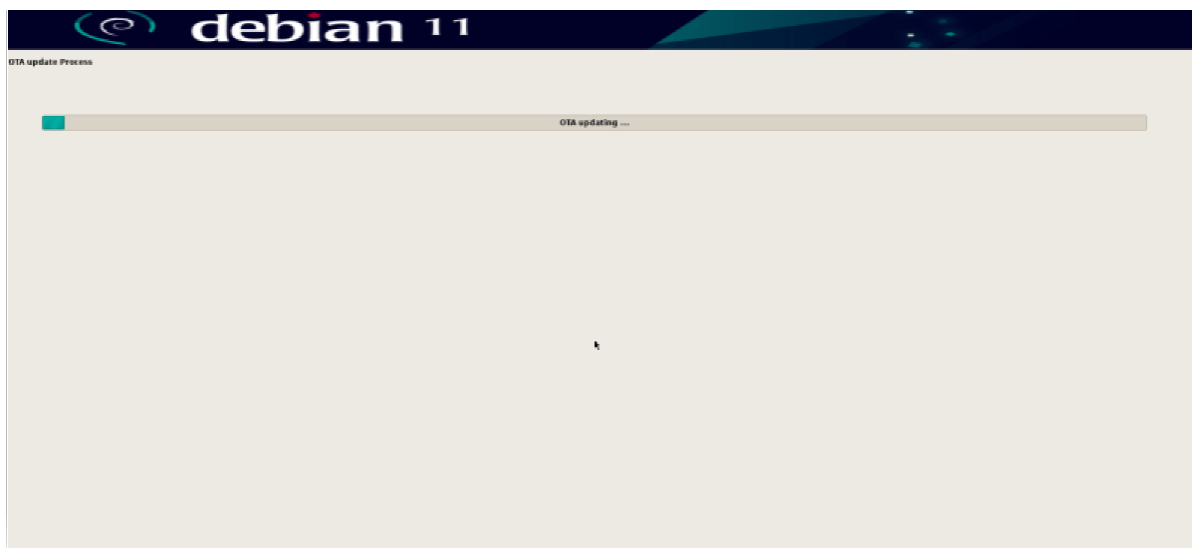 debian 11
OTA update Process
OTA updating ...